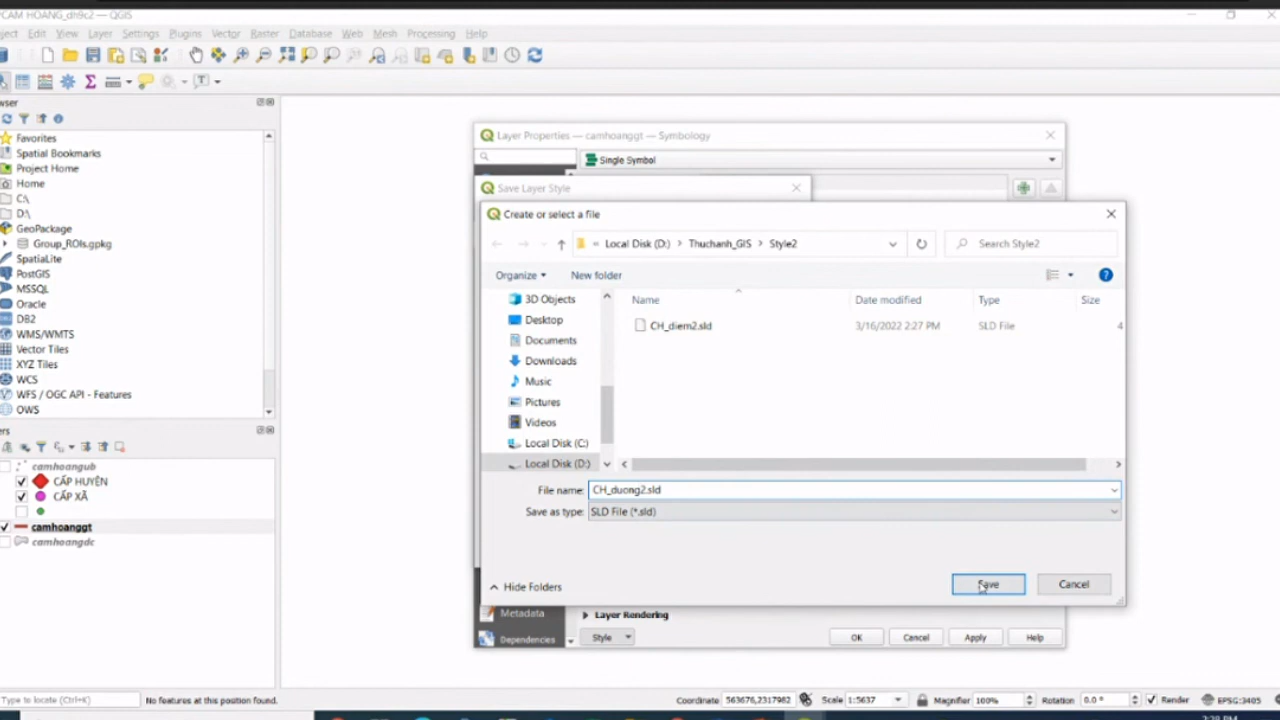 CAM HOANG_dh9c2 — QGIS
ject Edit View Layer Settings Plugins Vector Raster Database Web Mesh Processing Help
wser
Favorites
Spatial Bookmarks
Project Home
Home
C:\
D:\
GeoPackage
Group_ROIs.gpkg
SpatiaLite
PostGIS
MSSQL
Oracle
DB2
WMS/WMTS
Vector Tiles
XYZ Tiles
WCS
WFS / OGC API - Features
OWS
ers
camhoangub
CẤP HUYỆN
CẤP XÃ
camhoanggt
camhoangdc
Layer Properties — camhoanggt — Symbology
Single Symbol
Save Layer Style
Create or select a file
« Local Disk (D:) > Thuchanh_GIS > Style2
Search Style2
Organize New folder
3D Objects
Desktop
Documents
Downloads
Music
Pictures
Videos
Local Disk (C:)
Local Disk (D:)
Name Date modified Type Size
CH_diem2.sld 3/16/2022 2:27 PM SLD File 4
File name: CH_duong2.sld
Save as type: SLD File (*.sld)
Hide Folders
Save Cancel
Metadata
Dependencies
Layer Rendering
Style OK Cancel Apply Help
Type to locate (Ctrl+K) No features at this position found. Coordinate 563676,2317982 Scale 1:5637 Magnifier 100% Rotation 0.0 ° Render EPSG:3405